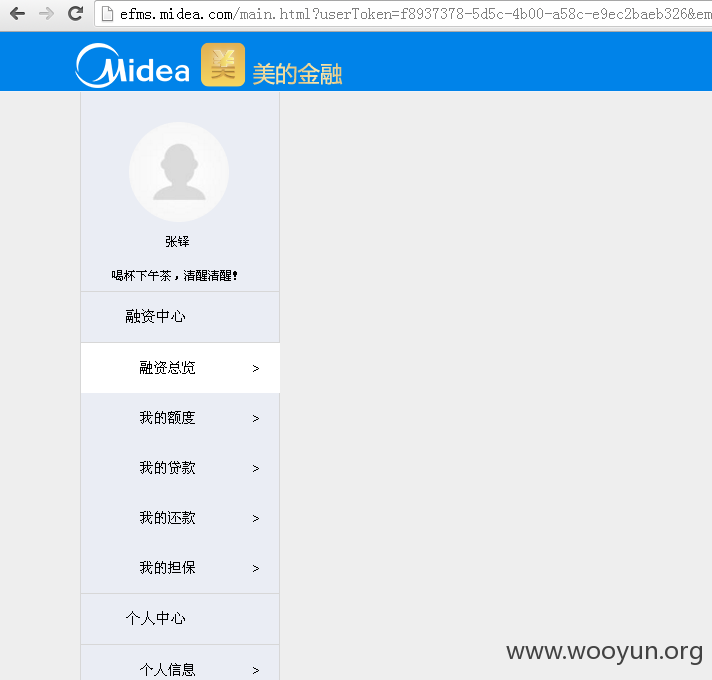 efms.midea.com/main.html?userToken=f8937378-5d5c-4b00-a58c-e9ec2baeb326&em
Midea 美 美的金融
张铎
喝杯下午茶，清醒清醒!
融资中心
融资总览 >
我的额度 >
我的贷款 >
我的还款 >
我的担保 >
个人中心
个人信息 >
www.wooyun.org